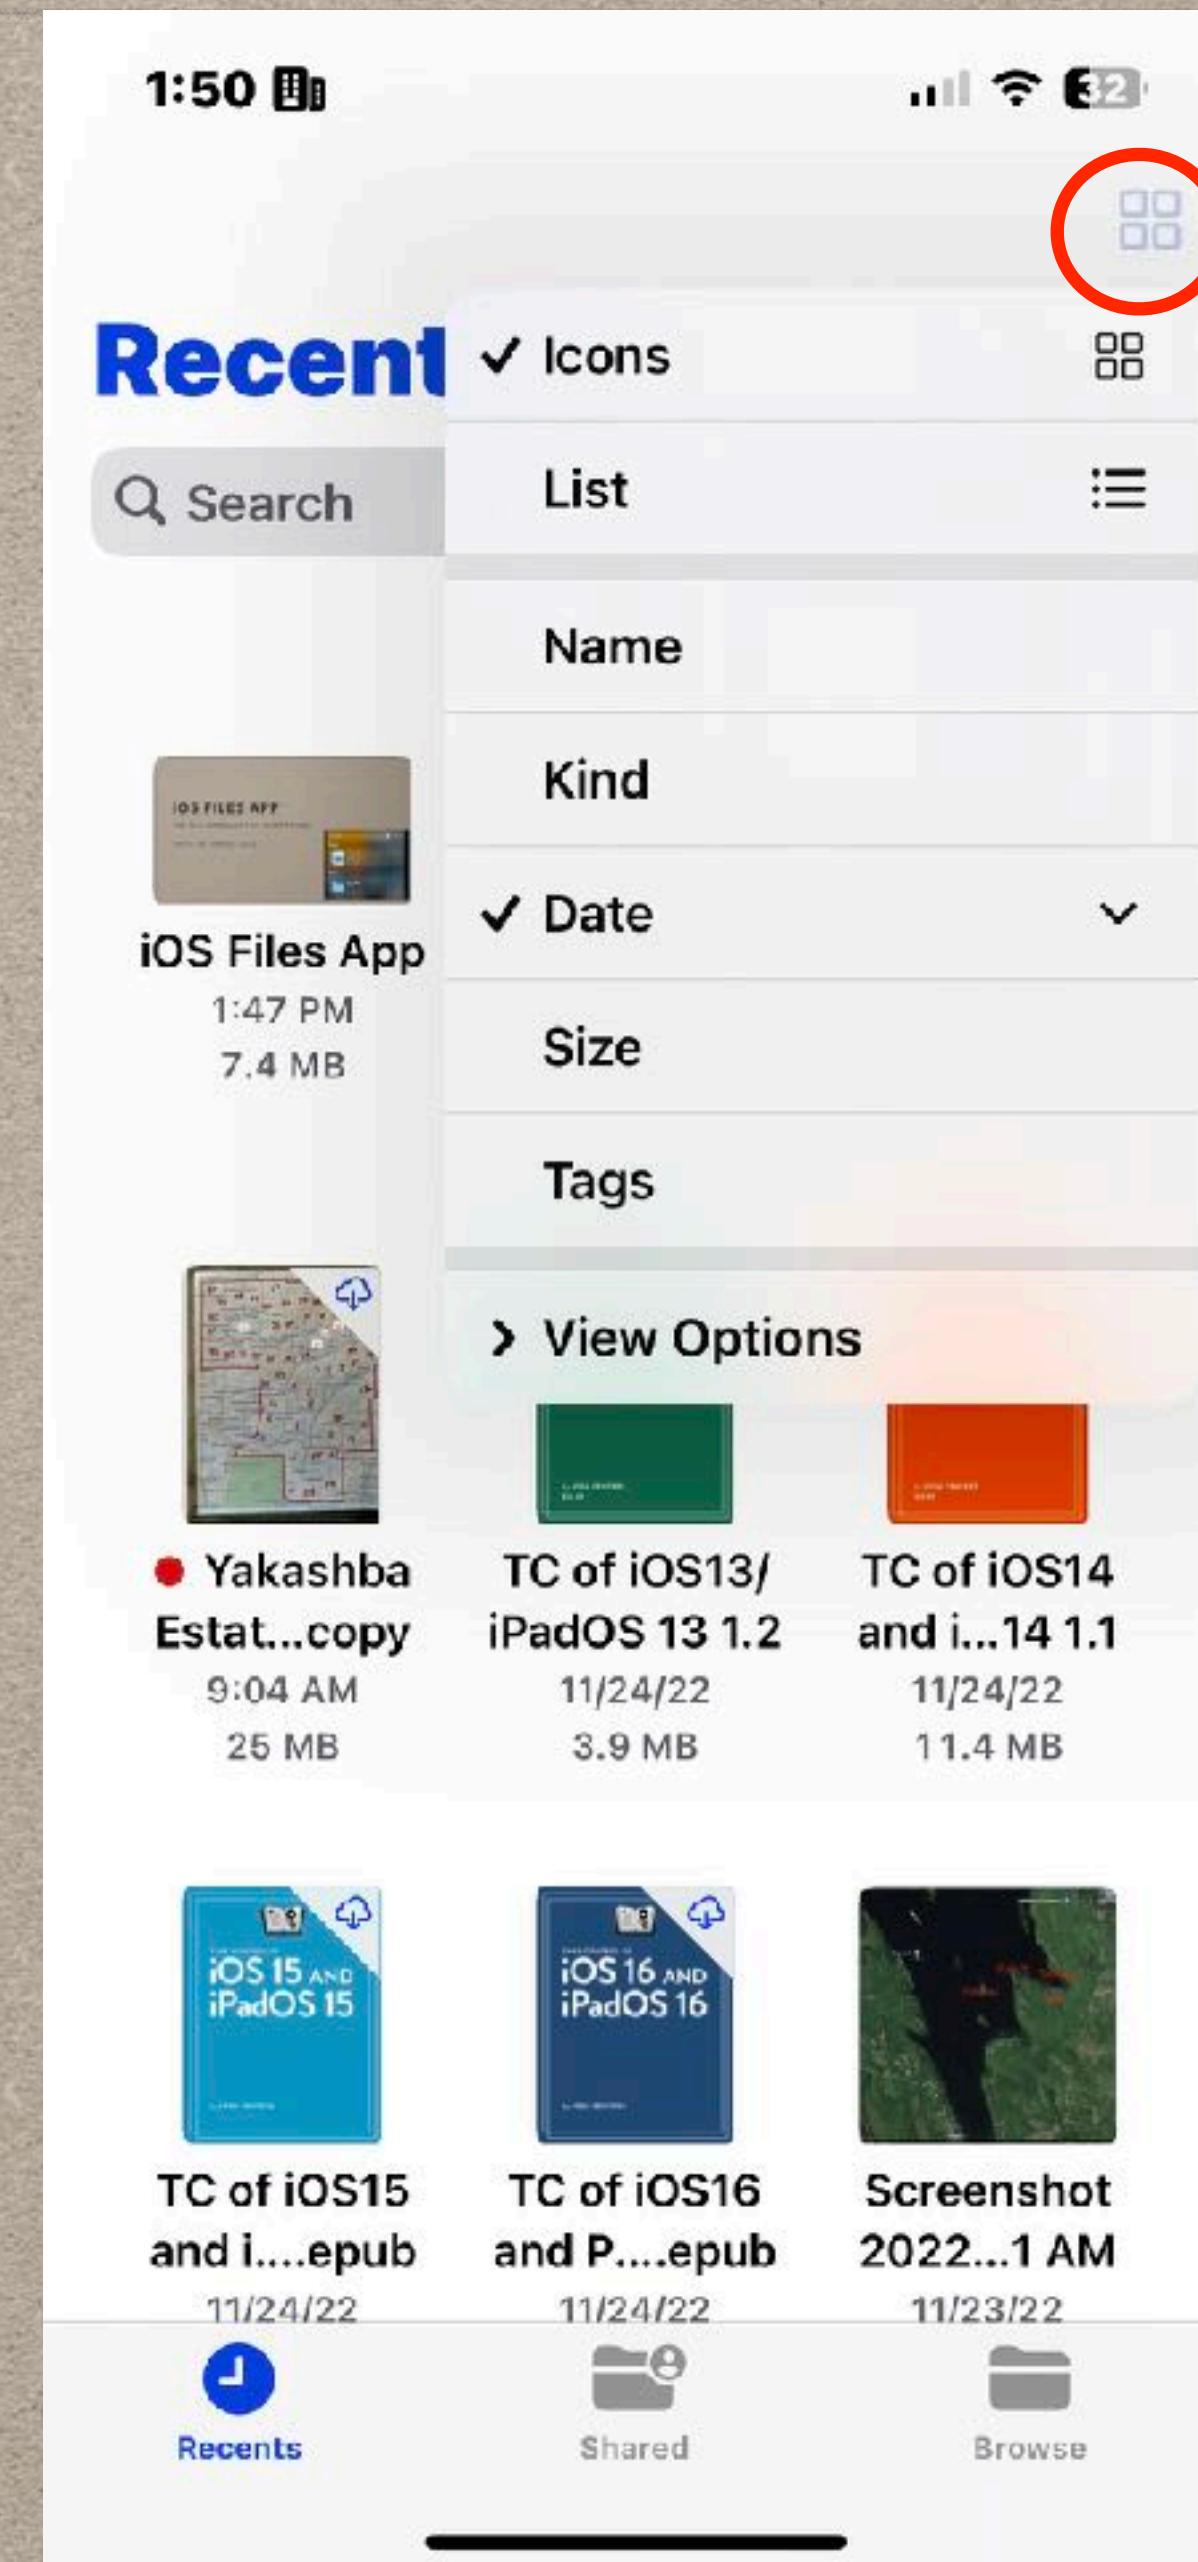 1:50
32
Recent
Search
Icons
List
Name
Kind
Date
Size
Tags
View Options
iOS FILES APP
iOS Files App
1:47 PM
7.4 MB
Yakashba
Estat...copy
9:04 AM
25 MB
TC of iOS13/
iPadOS 13 1.2
11/24/22
3.9 MB
TC of iOS14
and i...14 1.1
11/24/22
11.4 MB
iOS 15 AND
iPadOS 15
iOS 16 AND
iPadOS 16
TC of iOS15
and i....epub
11/24/22
TC of iOS16
and P....epub
11/24/22
Screenshot
2022...1 AM
11/23/22
Recents
Shared
Browse